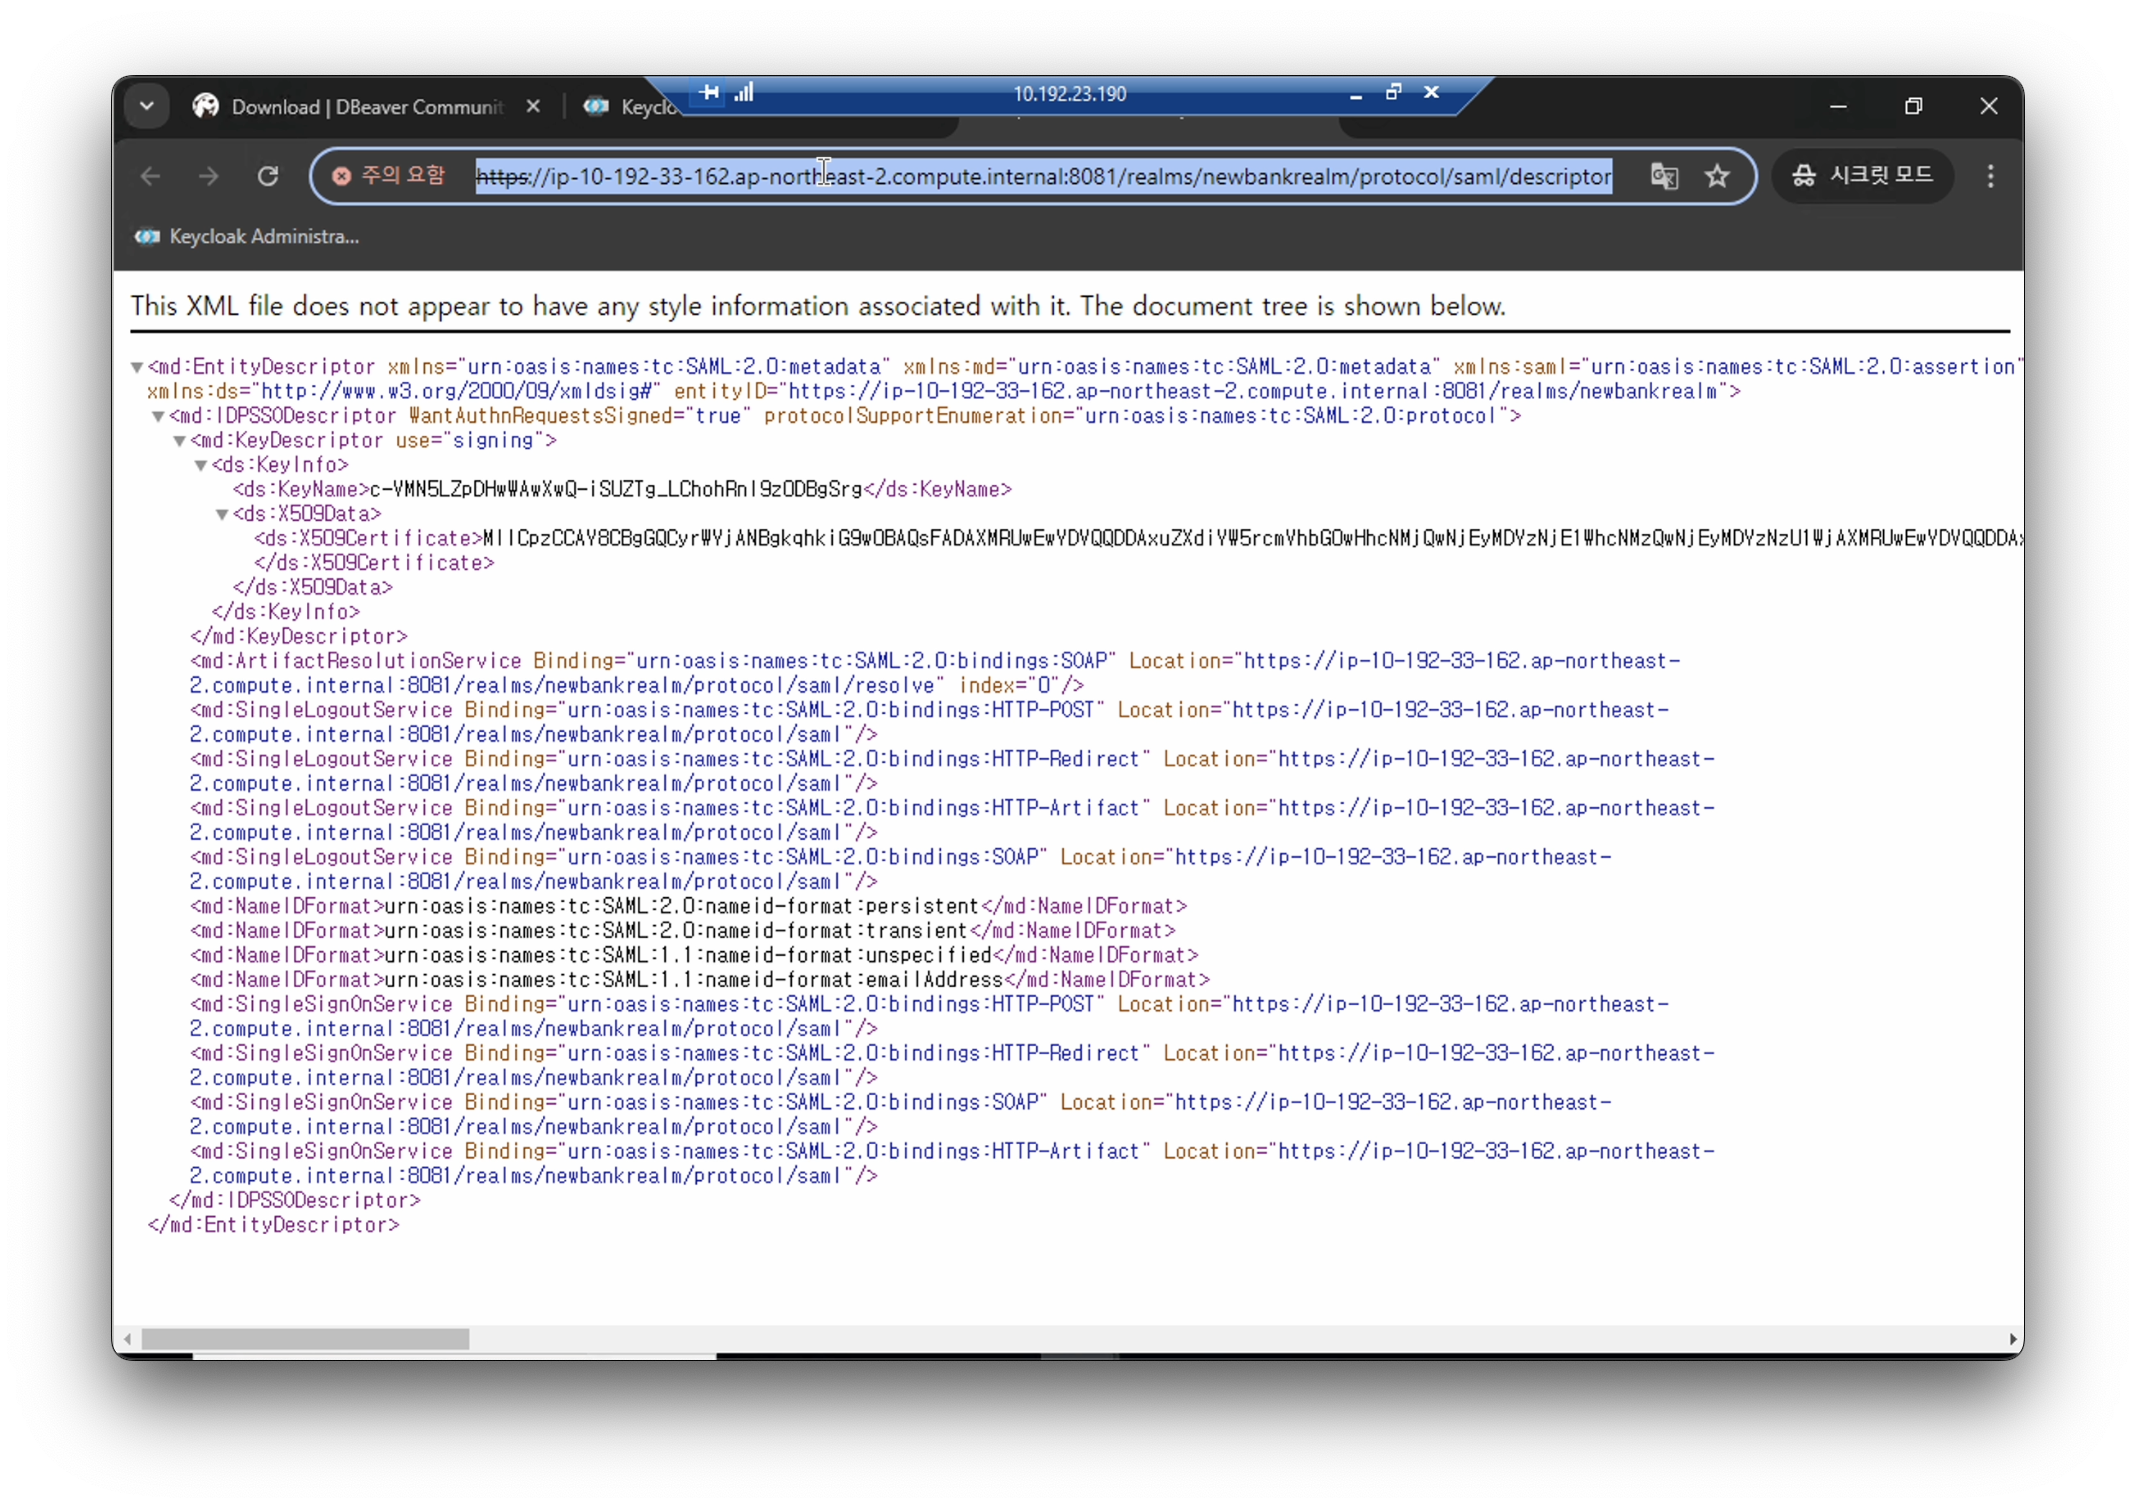 Download | DBeaver Communit
Keyclo
10.192.23.190
주의 요함
https://ip-10-192-33-162.ap-northeast-2.compute.internal:8081/realms/newbankrealm/protocol/saml/descriptor
시크릿 모드
Keycloak Administra...
This XML file does not appear to have any style information associated with it. The document tree is shown below.
<md:EntityDescriptor xmlns="urn:oasis:names:tc:SAML:2.0:metadata" xmlns:md="urn:oasis:names:tc:SAML:2.0:metadata" xmlns:saml="urn:oasis:names:tc:SAML:2.0:assertion"
xmlns:ds="http://www.w3.org/2000/09/xmldsig#" entityID="https://ip-10-192-33-162.ap-northeast-2.compute.internal:8081/realms/newbankrealm">
<md:IDPSSODescriptor WantAuthnRequestsSigned="true" protocolSupportEnumeration="urn:oasis:names:tc:SAML:2.0:protocol">
<md:KeyDescriptor use="signing">
<ds:KeyInfo>
<ds:KeyName>c-VMN5LZpDHwWAwXwQ-iSUZTg_LChohRnl9zODBgSrg</ds:KeyName>
<ds:X509Data>
<ds:X509Certificate>MIICpzCCAY8CBgGQCyrWVjANBgkqhkiG9w0BAQsFADAXMRUwEwYDVQQDDAxuZXdiYW5rcmVhbG0wHhcNMjQwNjEyMDVzNjE1WhcNMzQwNjEyMDVzNzU1WjAXMRUwEwYDVQQDDAx
</ds:X509Certificate>
</ds:X509Data>
</ds:KeyInfo>
</md:KeyDescriptor>
<md:ArtifactResolutionService Binding="urn:oasis:names:tc:SAML:2.0:bindings:SOAP" Location="https://ip-10-192-33-162.ap-northeast-
2.compute.internal:8081/realms/newbankrealm/protocol/saml/resolve" index="0"/>
<md:SingleLogoutService Binding="urn:oasis:names:tc:SAML:2.0:bindings:HTTP-POST" Location="https://ip-10-192-33-162.ap-northeast-
2.compute.internal:8081/realms/newbankrealm/protocol/saml"/>
<md:SingleLogoutService Binding="urn:oasis:names:tc:SAML:2.0:bindings:HTTP-Redirect" Location="https://ip-10-192-33-162.ap-northeast-
2.compute.internal:8081/realms/newbankrealm/protocol/saml"/>
<md:SingleLogoutService Binding="urn:oasis:names:tc:SAML:2.0:bindings:HTTP-Artifact" Location="https://ip-10-192-33-162.ap-northeast-
2.compute.internal:8081/realms/newbankrealm/protocol/saml"/>
<md:SingleLogoutService Binding="urn:oasis:names:tc:SAML:2.0:bindings:SOAP" Location="https://ip-10-192-33-162.ap-northeast-
2.compute.internal:8081/realms/newbankrealm/protocol/saml"/>
<md:NameIDFormat>urn:oasis:names:tc:SAML:2.0:nameid-format:persistent</md:NameIDFormat>
<md:NameIDFormat>urn:oasis:names:tc:SAML:2.0:nameid-format:transient</md:NameIDFormat>
<md:NameIDFormat>urn:oasis:names:tc:SAML:1.1:nameid-format:unspecified</md:NameIDFormat>
<md:NameIDFormat>urn:oasis:names:tc:SAML:1.1:nameid-format:emailAddress</md:NameIDFormat>
<md:SingleSignOnService Binding="urn:oasis:names:tc:SAML:2.0:bindings:HTTP-POST" Location="https://ip-10-192-33-162.ap-northeast-
2.compute.internal:8081/realms/newbankrealm/protocol/saml"/>
<md:SingleSignOnService Binding="urn:oasis:names:tc:SAML:2.0:bindings:HTTP-Redirect" Location="https://ip-10-192-33-162.ap-northeast-
2.compute.internal:8081/realms/newbankrealm/protocol/saml"/>
<md:SingleSignOnService Binding="urn:oasis:names:tc:SAML:2.0:bindings:SOAP" Location="https://ip-10-192-33-162.ap-northeast-
2.compute.internal:8081/realms/newbankrealm/protocol/saml"/>
<md:SingleSignOnService Binding="urn:oasis:names:tc:SAML:2.0:bindings:HTTP-Artifact" Location="https://ip-10-192-33-162.ap-northeast-
2.compute.internal:8081/realms/newbankrealm/protocol/saml"/>
</md:IDPSSODescriptor>
</md:EntityDescriptor>